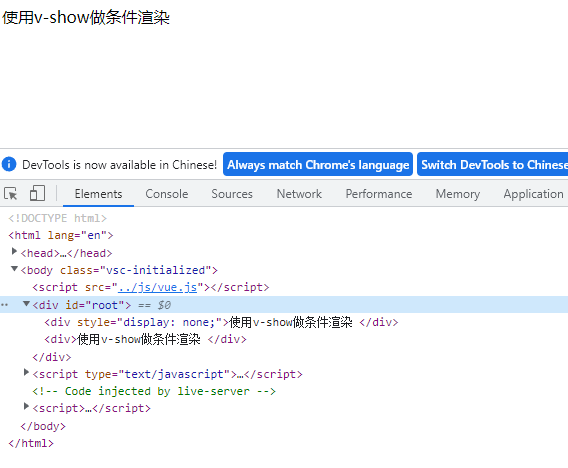 使用v-show做条件渲染
DevTools is now available in Chinese! Always match Chrome's language Switch DevTools to Chinese
Elements Console Sources Network Performance Memory Application
<!DOCTYPE html>
<html lang="en">
<head>…</head>
<body class="vsc-initialized">
<script src="../js/vue.js"></script>
<div id="root"> == $0
<div style="display: none;">使用v-show做条件渲染 </div>
<div>使用v-show做条件渲染 </div>
</div>
<script type="text/javascript">…</script>
<!-- Code injected by live-server -->
<script>…</script>
</body>
</html>